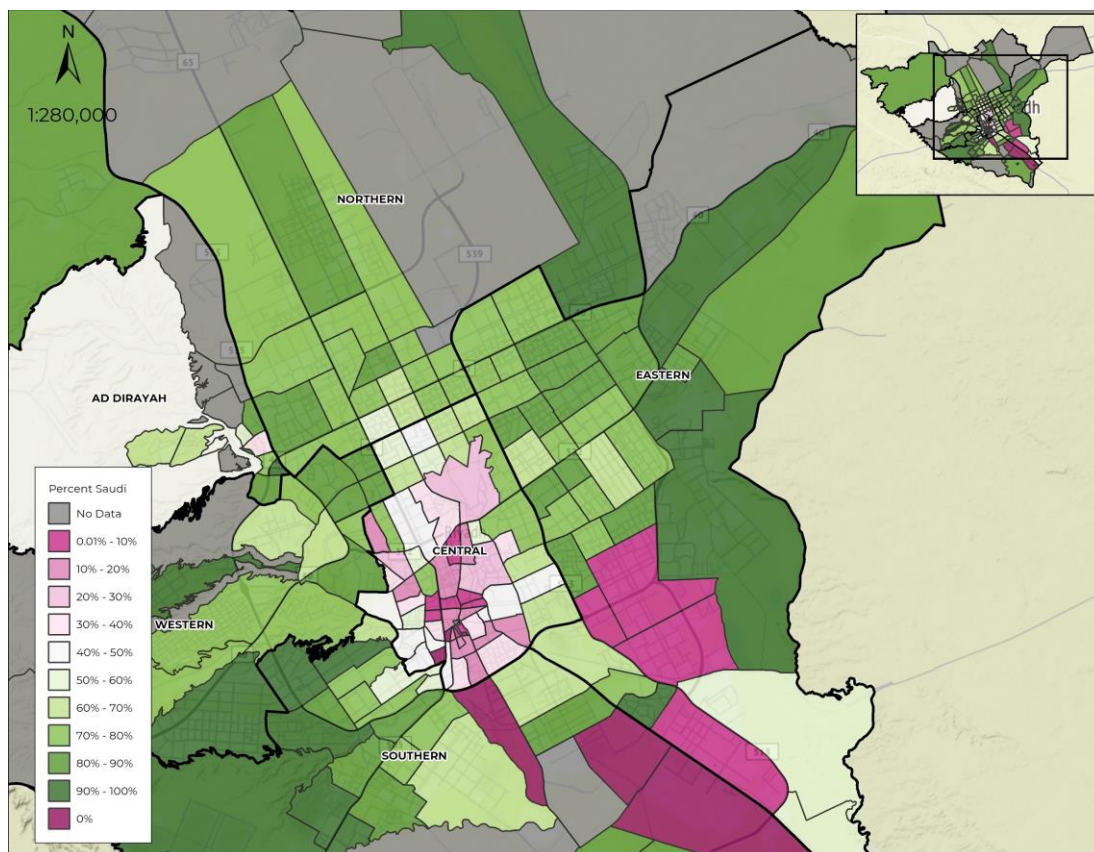 N
1:280,000
65
60
NORTHERN
539
60
EASTERN
AD DIRAYAH
Percent Saudi
No Data
0.01% - 10%
10% - 20%
20% - 30%
30% - 40%
40% - 50%
50% - 60%
60% - 70%
70% - 80%
80% - 90%
90% - 100%
0%
CENTRAL
WESTERN
SOUTHERN